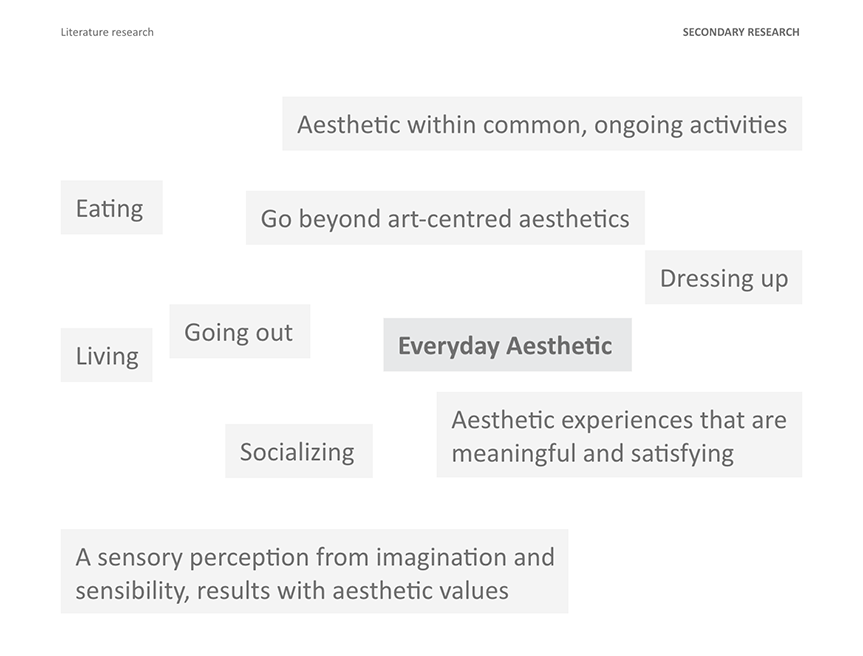 Literature research
SECONDARY RESEARCH
Aesthetic within common, ongoing activities
Eating
Go beyond art-centred aesthetics
Dressing up
Going out
Everyday Aesthetic
Living
Aesthetic experiences that are
meaningful and satisfying
Socializing
A sensory perception from imagination and
sensibility, results with aesthetic values